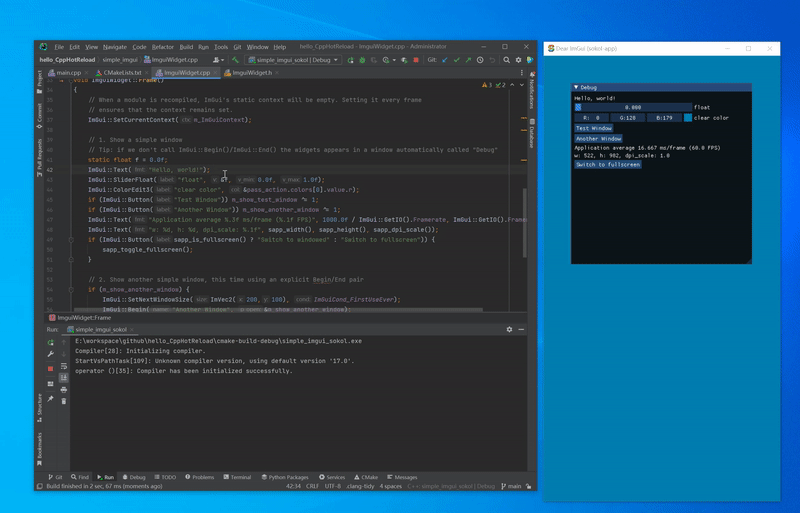 File Edit View Navigate Code Refactor Build Run Tools Git Window Help hello_CppHotReload - ImguiWidget.cpp - Administrator
hello_CppHotReload simple_imgui ImguiWidget.cpp simple_imgui_sokol | Debug Git:
main.cpp CMakeLists.txt ImguiWidget.cpp ImguiWidget.h
Project
Commit
Pull Requests
Structure
Bookmarks
Notifications
Database
3 2
void ImguiWidget::Frame()
{
// When a module is recompiled, ImGui's static context will be empty. Setting it every frame
// ensures that the context remains set.
ImGui::SetCurrentContext( ctx: m_ImGuiContext);
// 1. Show a simple window
// Tip: if we don't call ImGui::Begin()/ImGui::End() the widgets appears in a window automatically called "Debug"
static float f = 0.0f;
42 ImGui::Text( fmt: "Hello, world!");
ImGui::SliderFloat( label: "float", v: &f, v_min: 0.0f, v_max: 1.0f);
ImGui::ColorEdit3( label: "clear color", col: &pass_action.colors[0].value.r);
if (ImGui::Button( label: "Test Window")) m_show_test_window ^= 1;
if (ImGui::Button( label: "Another Window")) m_show_another_window ^= 1;
ImGui::Text( fmt: "Application average %.3f ms/frame (%.1f FPS)", 1000.0f / ImGui::GetIO().Framerate, ImGui::GetIO().Fram
ImGui::Text( fmt: "w: %d, h: %d, dpi_scale: %.1f", sapp_width(), sapp_height(), sapp_dpi_scale());
if (ImGui::Button( label: sapp_is_fullscreen() ? "Switch to windowed" : "Switch to fullscreen")) {
sapp_toggle_fullscreen();
}
// 2. Show another simple window, this time using an explicit Begin/End pair
if (m_show_another_window) {
ImGui::SetNextWindowSize( size: ImVec2( x: 200, y: 100), cond: ImGuiCond_FirstUseEver);
ImGui::Begin( name: "Another Window", &m_show_another_window);
ImguiWidget::Frame
Run: simple_imgui_sokol
E:\workspace\github\hello_CppHotReload\cmake-build-debug\simple_imgui_sokol.exe
Compiler[28]: Initializing compiler.
StartVsPathTask[109]: Unknown compiler version, using default version '17.0'.
operator ()[35]: Compiler has been initialized successfully.
Git Find Run Debug TODO Problems Terminal Python Packages Services CMake Messages
Build finished in 2 sec, 67 ms (moments ago) 42:34 CRLF UTF-8 .clang-tidy 4 spaces C++: simple_imgui_sokol | Debug main
Dear ImGui (sokol-app)
Debug
Hello, world!
0.000 float
R: 0 G:128 B:179 clear color
Test Window
Another Window
Application average 16.667 ms/frame (60.0 FPS)
w: 522, h: 982, dpi_scale: 1.0
Switch to fullscreen